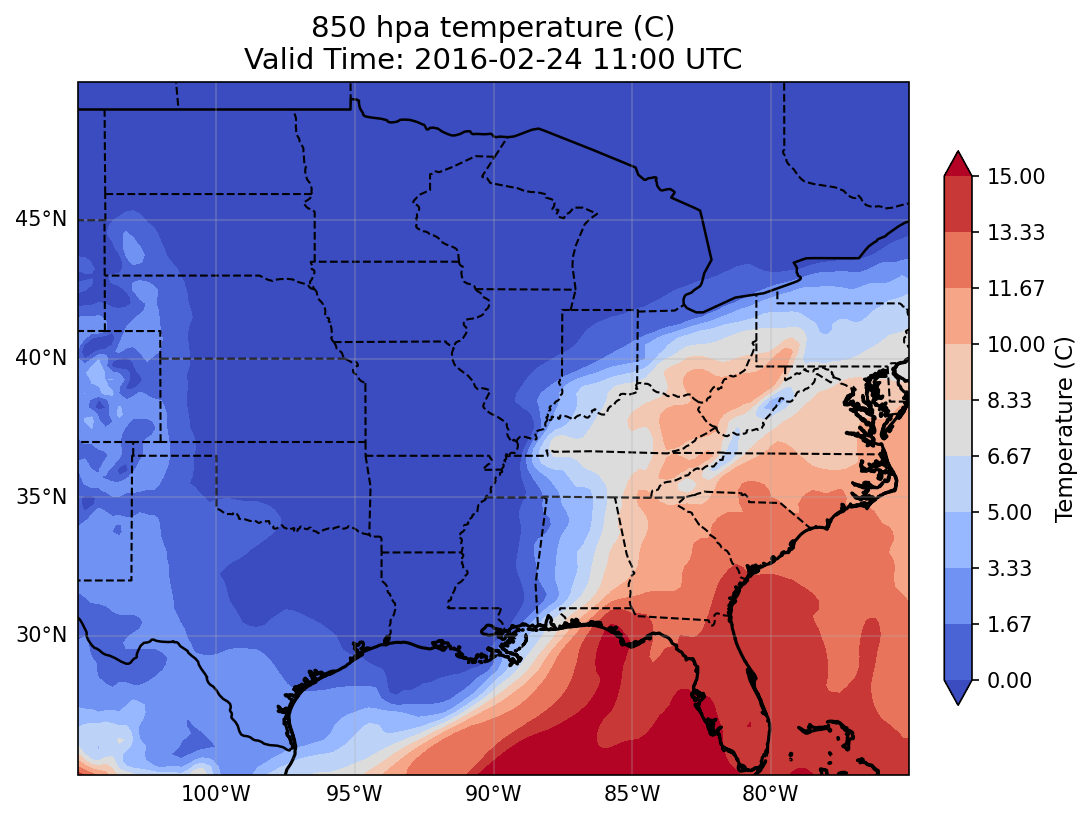 850 hpa temperature (C)
Valid Time: 2016-02-24 11:00 UTC
45°N
40°N
35°N
30°N
100°W
95°W
90°W
85°W
80°W
15.00
13.33
11.67
10.00
8.33
6.67
5.00
3.33
1.67
0.00
Temperature (C)